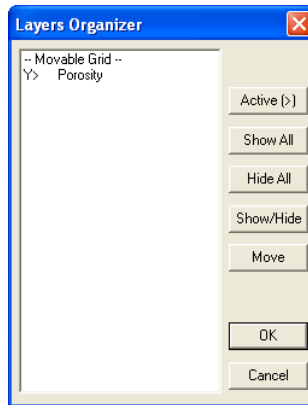 Layers Organizer
-- Movable Grid --
Y> Porosity
Active (>)
Show All
Hide All
Show/Hide
Move
OK
Cancel